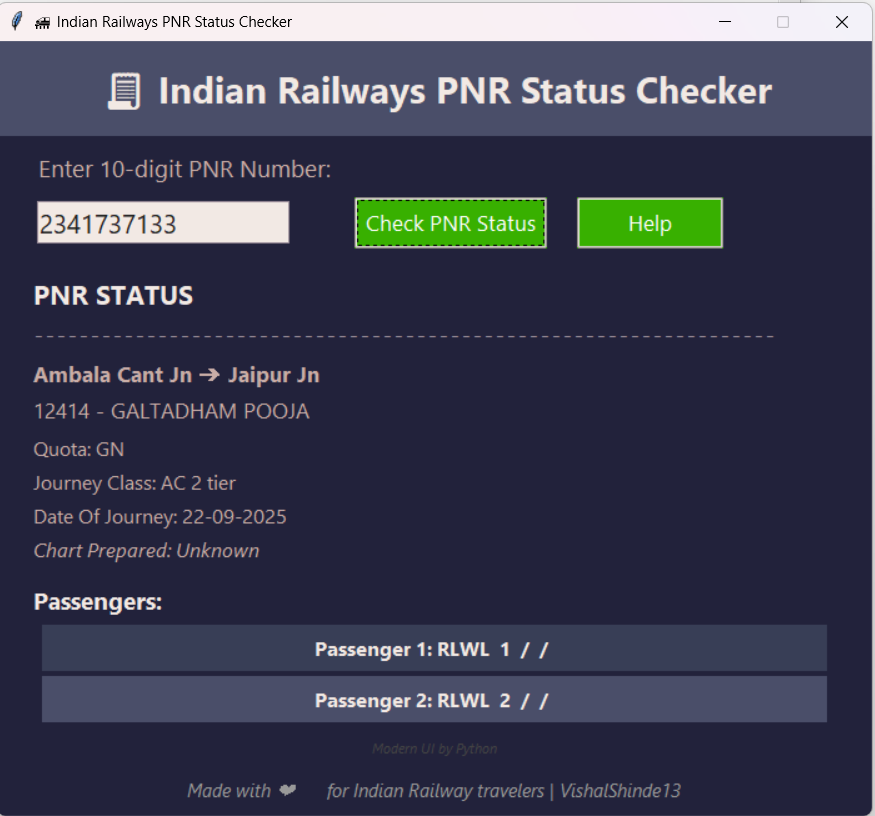 Indian Railways PNR Status Checker
Indian Railways PNR Status Checker
Enter 10-digit PNR Number:
2341737133 Check PNR Status Help
PNR STATUS
------------------------------------------------------------------
Ambala Cant Jn ➔ Jaipur Jn
12414 - GALTADHAM POOJA
Quota: GN
Journey Class: AC 2 tier
Date Of Journey: 22-09-2025
Chart Prepared: Unknown
Passengers:
Passenger 1: RLWL 1 / /
Passenger 2: RLWL 2 / /
Modern UI by Python
Made with ❤ for Indian Railway travelers | VishalShinde13